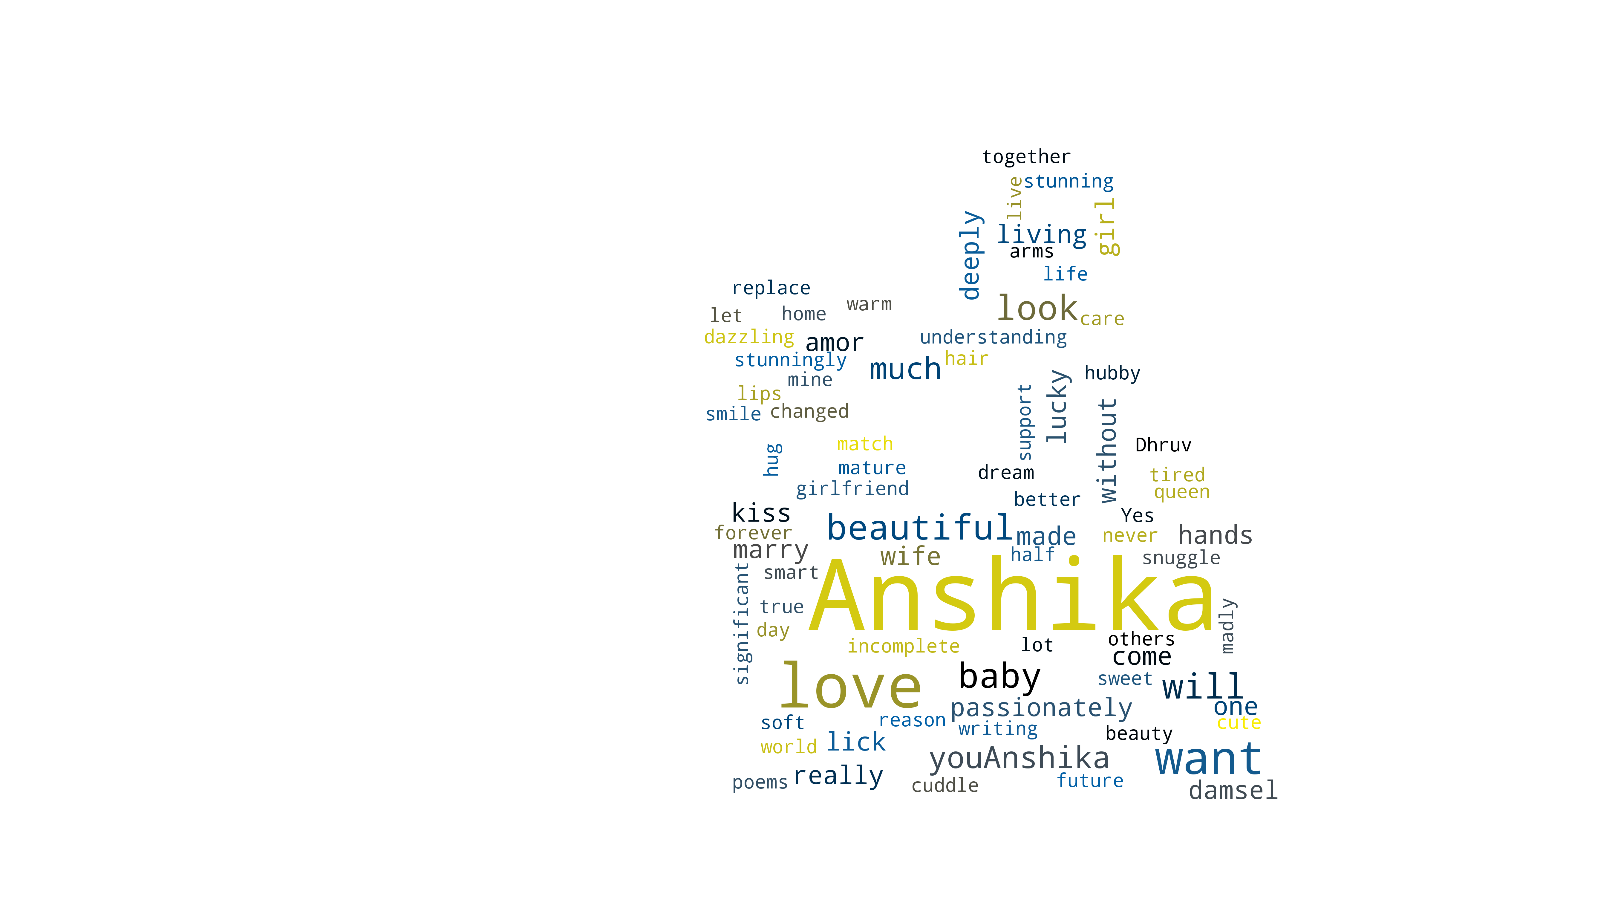 together
live
stunning
girl
deeply
living
arms
life
replace
warm
look
let
home
care
dazzling
amor
understanding
stunningly
much
hair
mine
lucky
hubby
lips
support
without
smile
changed
hug
match
Dhruv
mature
dream
tired
girlfriend
better
queen
kiss
beautiful
Yes
forever
made
never
hands
marry
wife
half
snuggle
significant
smart
Anshika
true
madly
day
incomplete
lot
others
come
love
baby
sweet
will
passionately
one
soft
reason
writing
beauty
cute
world
lick
youAnshika
want
poems
really
cuddle
future
damsel